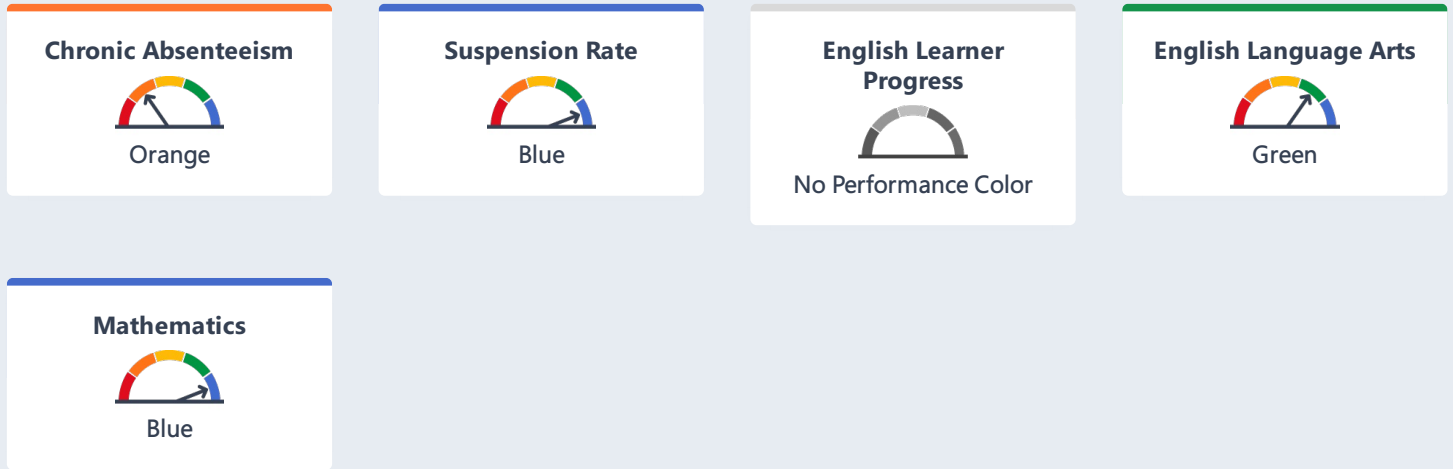 Chronic Absenteeism
Orange
Suspension Rate
Blue
English Learner
Progress
No Performance Color
English Language Arts
Green
Mathematics
Blue